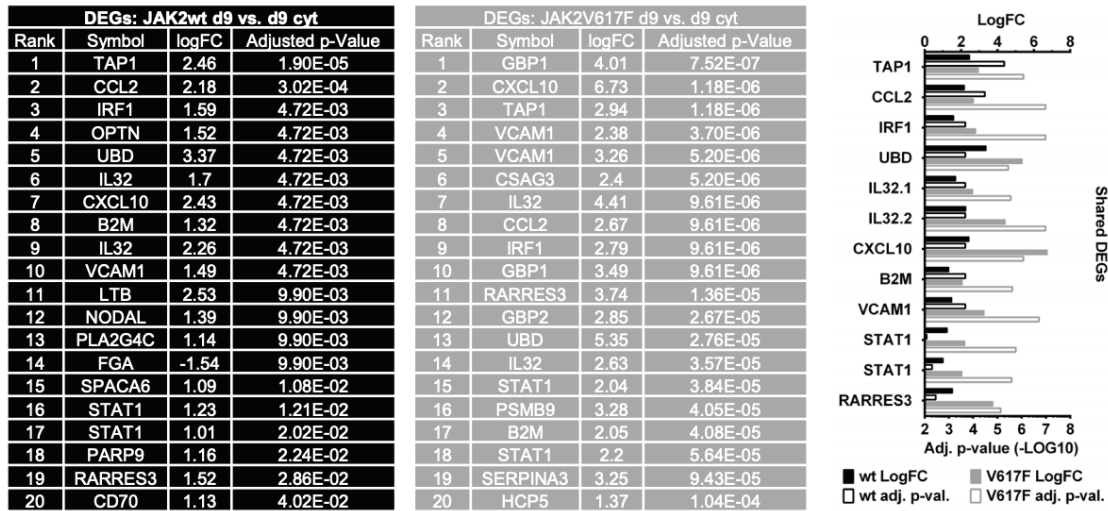 DEGs: JAK2wt d9 vs. d9 cyt
Rank Symbol logFC Adjusted p-Value
1 TAP1 2.46 1.90E-05
2 CCL2 2.18 3.02E-04
3 IRF1 1.59 4.72E-03
4 OPTN 1.52 4.72E-03
5 UBD 3.37 4.72E-03
6 IL32 1.7 4.72E-03
7 CXCL10 2.43 4.72E-03
8 B2M 1.32 4.72E-03
9 IL32 2.26 4.72E-03
10 VCAM1 1.49 4.72E-03
11 LTB 2.53 9.90E-03
12 NODAL 1.39 9.90E-03
13 PLA2G4C 1.14 9.90E-03
14 FGA -1.54 9.90E-03
15 SPACA6 1.09 1.08E-02
16 STAT1 1.23 1.21E-02
17 STAT1 1.01 2.02E-02
18 PARP9 1.16 2.24E-02
19 RARRES3 1.52 2.86E-02
20 CD70 1.13 4.02E-02
DEGs: JAK2V617F d9 vs. d9 cyt
Rank Symbol logFC Adjusted p-Value
1 GBP1 4.01 7.52E-07
2 CXCL10 6.73 1.18E-06
3 TAP1 2.94 1.18E-06
4 VCAM1 2.38 3.70E-06
5 VCAM1 3.26 5.20E-06
6 CSAG3 2.4 5.20E-06
7 IL32 4.41 9.61E-06
8 CCL2 2.67 9.61E-06
9 IRF1 2.79 9.61E-06
10 GBP1 3.49 9.61E-06
11 RARRES3 3.74 1.36E-05
12 GBP2 2.85 2.67E-05
13 UBD 5.35 2.76E-05
14 IL32 2.63 3.57E-05
15 STAT1 2.04 3.84E-05
16 PSMB9 3.28 4.05E-05
17 B2M 2.05 4.08E-05
18 STAT1 2.2 5.64E-05
19 SERPINA3 3.25 9.43E-05
20 HCP5 1.37 1.04E-04
LogFC
0 2 4 6 8
TAP1
CCL2
IRF1
UBD
IL32.1
IL32.2
CXCL10
B2M
VCAM1
STAT1
STAT1
RARRES3
Shared DEGs
2 3 4 5 6 7 8
Adj. p-value (-LOG10)
wt LogFC V617F LogFC
wt adj. p-val. V617F adj. p-val.